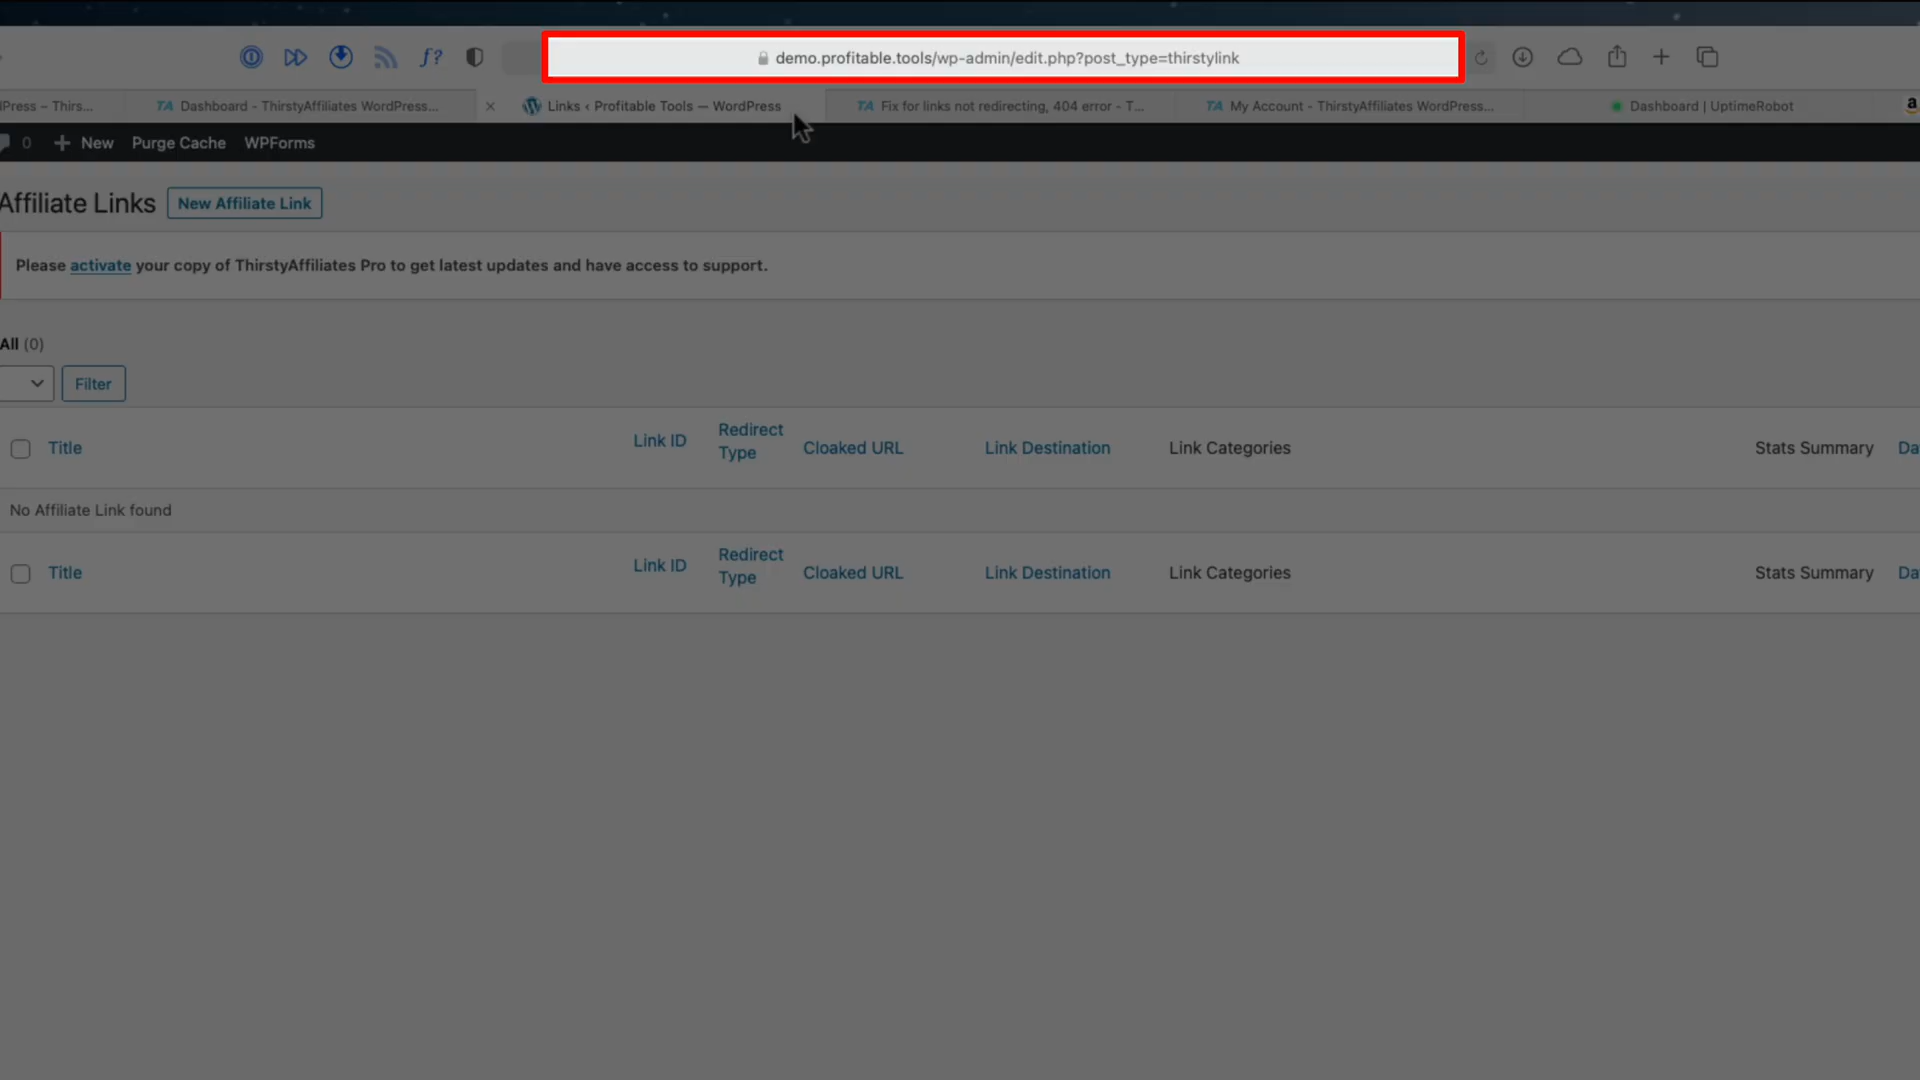 demo.profitable.tools/wp-admin/edit.php?post_type=thirstylink
Press – Thirs...
TA Dashboard - ThirstyAffiliates WordPress...
Links ‹ Profitable Tools — WordPress
TA Fix for links not redirecting, 404 error - T...
TA My Account - ThirstyAffiliates WordPress...
Dashboard | UptimeRobot
a
0
New
Purge Cache
WPForms
Affiliate Links
New Affiliate Link
Please activate your copy of ThirstyAffiliates Pro to get latest updates and have access to support.
All (0)
Filter
Title
Link ID
Redirect
Type
Cloaked URL
Link Destination
Link Categories
Stats Summary
Da
No Affiliate Link found
Title
Link ID
Redirect
Type
Cloaked URL
Link Destination
Link Categories
Stats Summary
Da